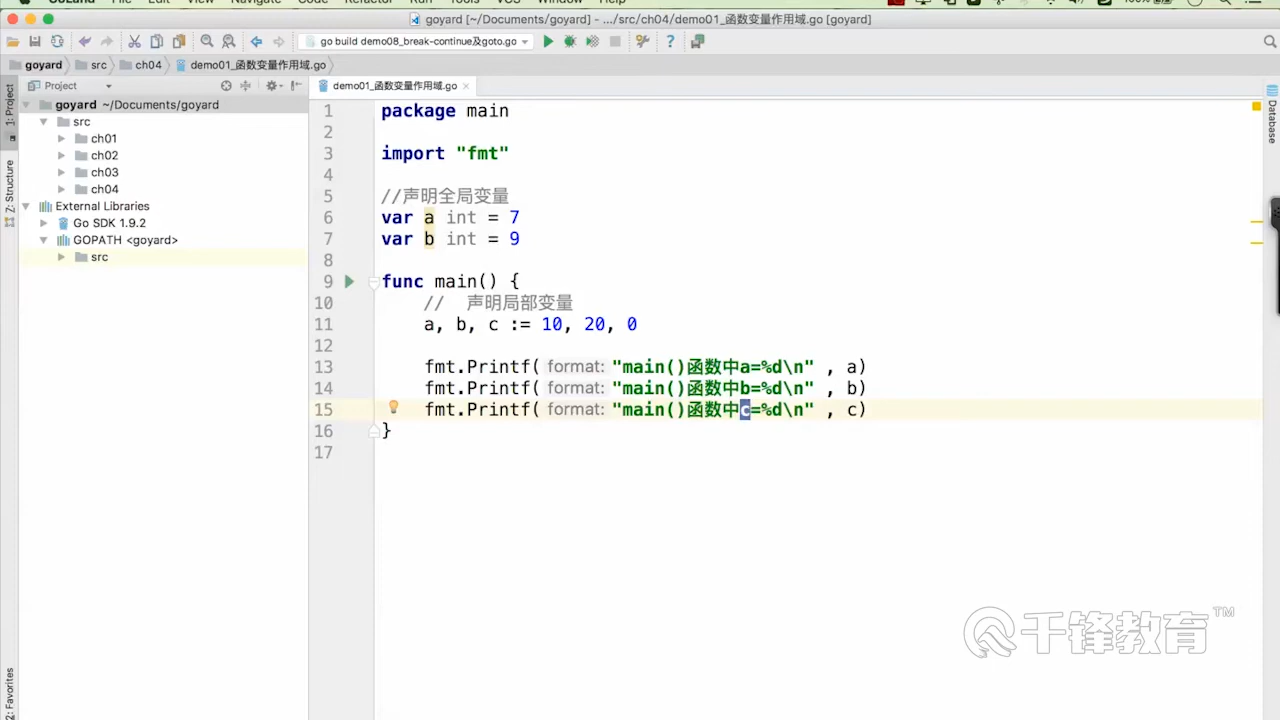 goyard [~/Documents/goyard] - .../src/ch04/demo01_函数变量作用域.go [goyard]
go build demo08_break-continue及goto.go
goyard src ch04 demo01_函数变量作用域.go
Project
demo01_函数变量作用域.go
1: Project
Z: Structure
2: Favorites
Database
goyard ~/Documents/goyard
src
ch01
ch02
ch03
ch04
External Libraries
Go SDK 1.9.2
GOPATH <goyard>
src
1 package main
2
3 import "fmt"
4
5 //声明全局变量
6 var a int = 7
7 var b int = 9
8
9 func main() {
10 // 声明局部变量
11 a, b, c := 10, 20, 0
12
13 fmt.Printf( format: "main()函数中a=%d\n" , a)
14 fmt.Printf( format: "main()函数中b=%d\n" , b)
15 fmt.Printf( format: "main()函数中c=%d\n" , c)
16 }
17
千锋教育™